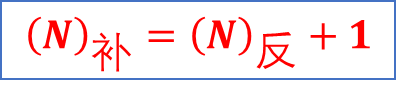 (N)补 = (N)反 + 1